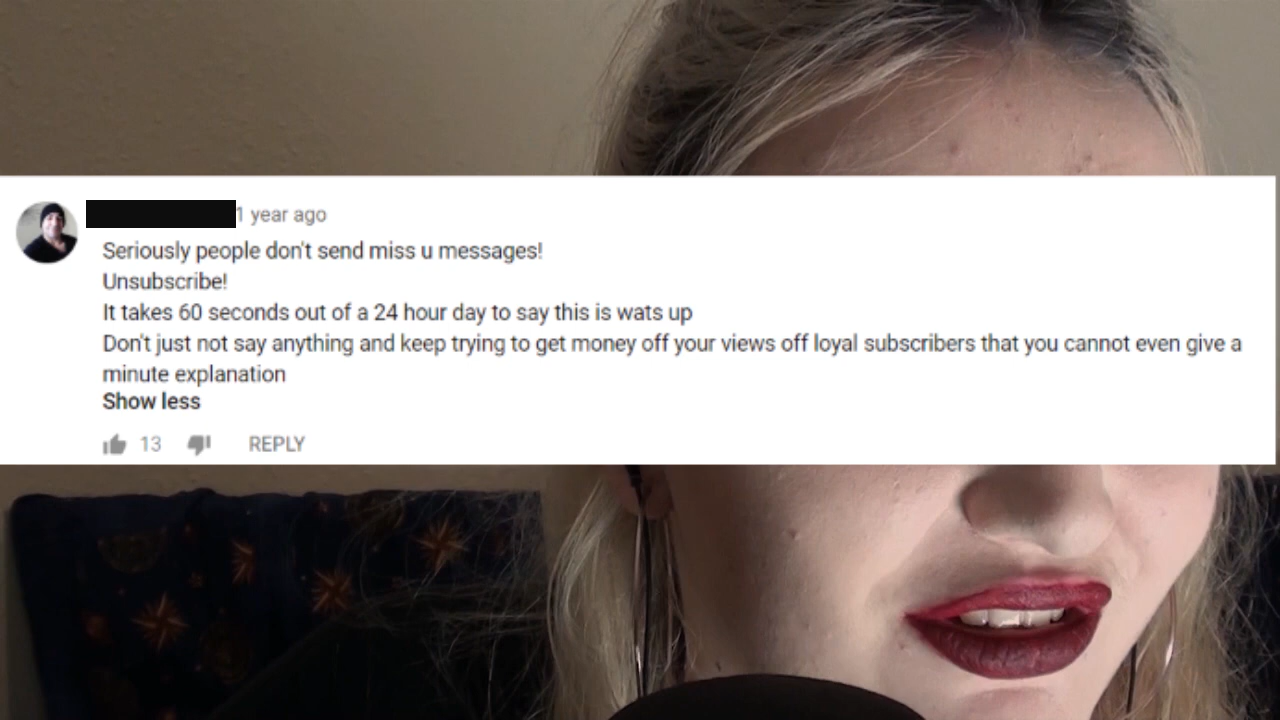 1 year ago
Seriously people don't send miss u messages!
Unsubscribe!
It takes 60 seconds out of a 24 hour day to say this is wats up
Don't just not say anything and keep trying to get money off your views off loyal subscribers that you cannot even give a
minute explanation
Show less
13 REPLY